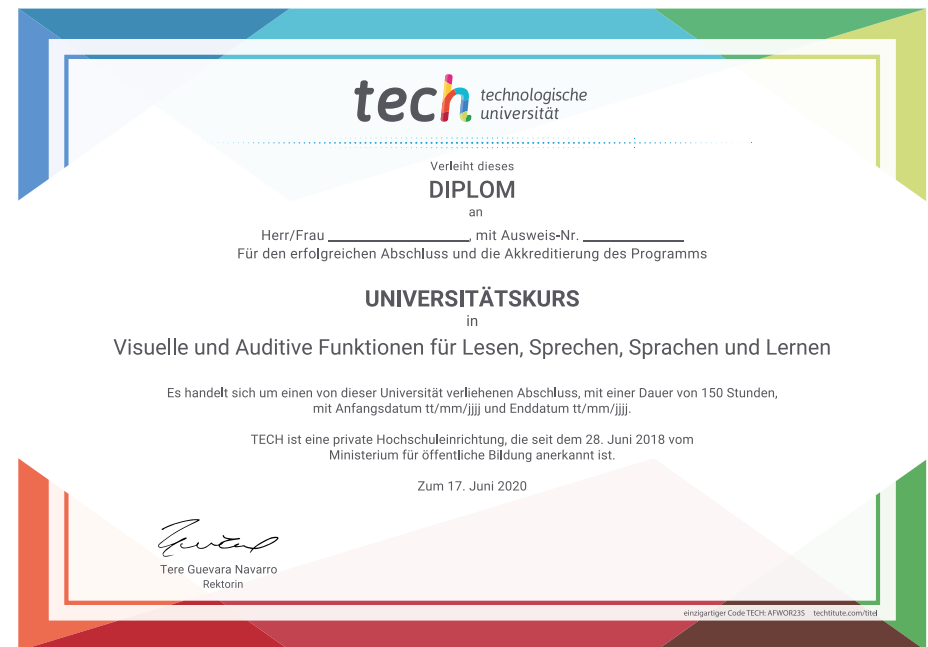 tech technologische
universität
Verleiht dieses
DIPLOM
an
Herr/Frau ____________________, mit Ausweis-Nr. ______________
Für den erfolgreichen Abschluss und die Akkreditierung des Programms
UNIVERSITÄTSKURS
in
Visuelle und Auditive Funktionen für Lesen, Sprechen, Sprachen und Lernen
Es handelt sich um einen von dieser Universität verliehenen Abschluss, mit einer Dauer von 150 Stunden,
mit Anfangsdatum tt/mm/jjjj und Enddatum tt/mm/jjjj.
TECH ist eine private Hochschuleinrichtung, die seit dem 28. Juni 2018 vom
Ministerium für öffentliche Bildung anerkannt ist.
Zum 17. Juni 2020
Tere Guevara Navarro
Rektorin
einzigartiger Code TECH: AFWOR23S techtitute.com/titel